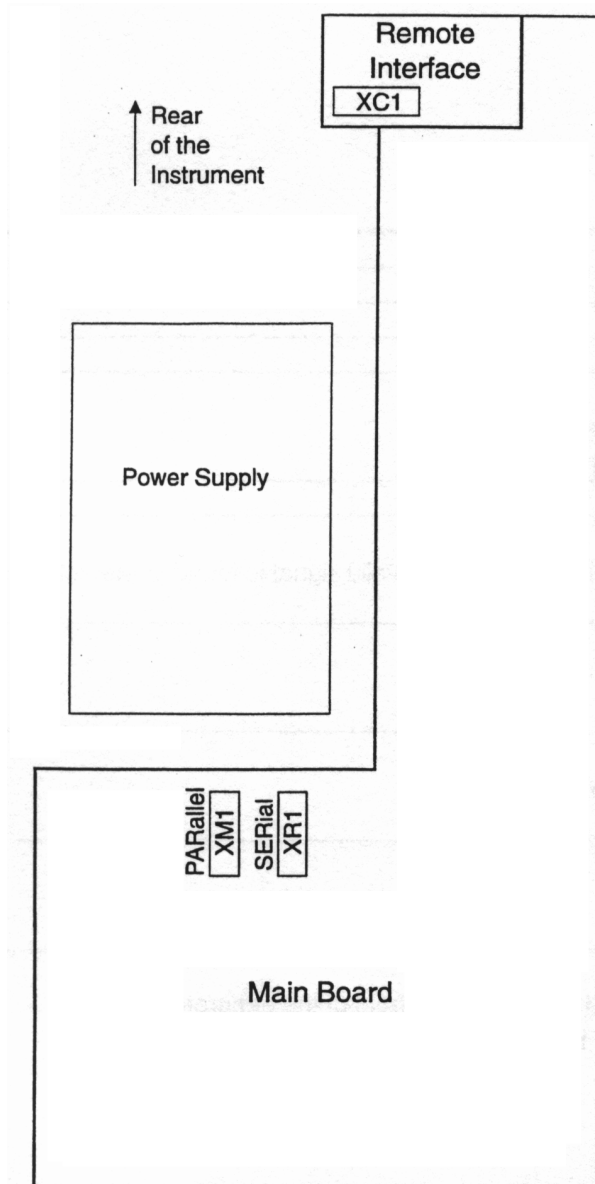 Remote
Interface
XC1
Rear
of the
Instrument
Power Supply
PARallel
XM1
SERial
XR1
Main Board